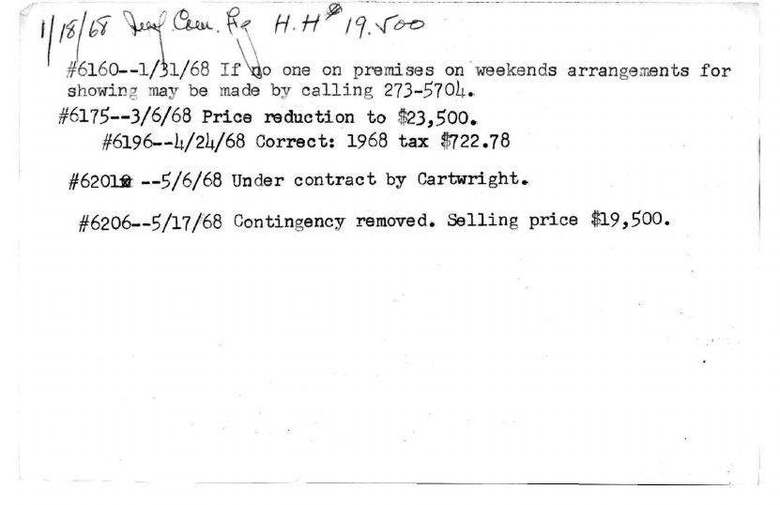 1/18/68 Com. H.H 19.500
#6160--1/31/68 If no one on premises on weekends arrangements for
showing may be made by calling 273-5704.
#6175--3/6/68 Price reduction to $23,500.
#6196--4/24/68 Correct: 1968 tax $722.78
#6201 --5/6/68 Under contract by Cartwright.
#6206--5/17/68 Contingency removed. Selling price $19,500.